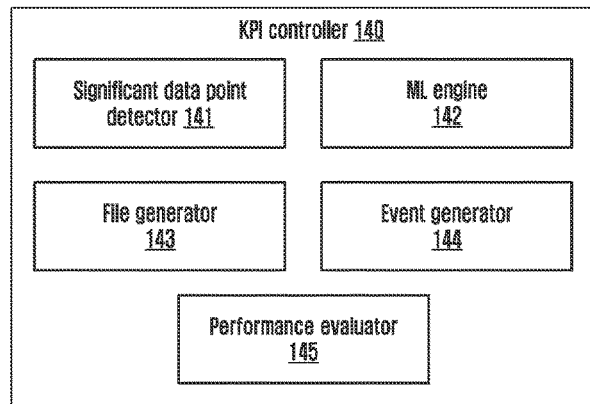 KPI controller 140
Significant data point
detector 141
ML engine
142
File generator
143
Event generator
144
Performance evaluator
145